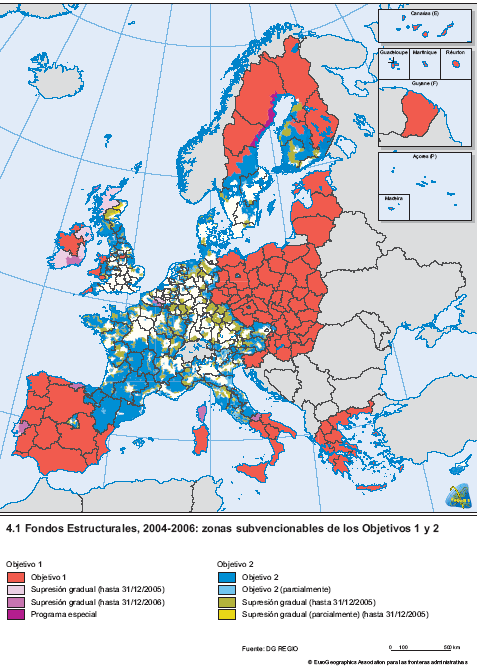 Canarias (E)
Guadeloupe Martinique Réunion
Guyane (F)
Açores (P)
Madeira
4.1 Fondos Estructurales, 2004-2006: zonas subvencionables de los Objetivos 1 y 2
Objetivo 1
Objetivo 1
Supresión gradual (hasta 31/12/2005)
Supresión gradual (hasta 31/12/2006)
Programa especial
Objetivo 2
Objetivo 2
Objetivo 2 (parcialmente)
Supresión gradual (hasta 31/12/2005)
Supresión gradual (parcialmente) (hasta 31/12/2005)
Fuente: DG REGIO
0 100 500 km
© EuroGeographics Association para las fronteras administrativas